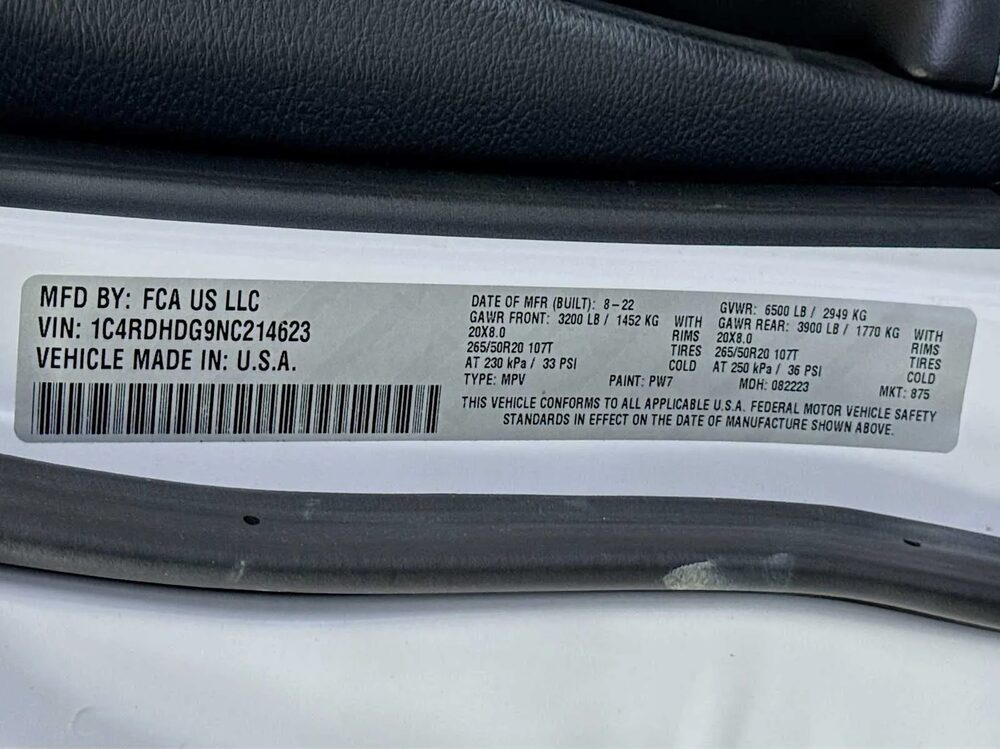 MFD BY: FCA US LLC
VIN: 1C4RDHDG9NC214623
VEHICLE MADE IN: U.S.A.
DATE OF MFR (BUILT): 8-22
GAWR FRONT: 3200 LB / 1452 KG WITH
20X8.0 RIMS
265/50R20 107T TIRES
AT 230 kPa / 33 PSI COLD
TYPE: MPV PAINT: PW7
GVWR: 6500 LB / 2949 KG
GAWR REAR: 3900 LB / 1770 KG WITH
20X8.0 RIMS
265/50R20 107T TIRES
AT 250 kPa / 36 PSI COLD
MDH: 082223 MKT: 875
THIS VEHICLE CONFORMS TO ALL APPLICABLE U.S.A. FEDERAL MOTOR VEHICLE SAFETY
STANDARDS IN EFFECT ON THE DATE OF MANUFACTURE SHOWN ABOVE.